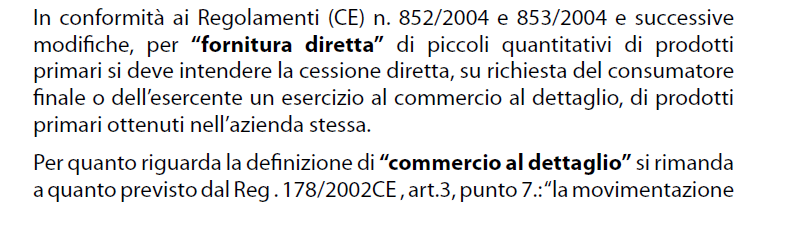 In conformità ai Regolamenti (CE) n. 852/2004 e 853/2004 e successive
modifiche, per “fornitura diretta” di piccoli quantitativi di prodotti
primari si deve intendere la cessione diretta, su richiesta del consumatore
finale o dell’esercente un esercizio al commercio al dettaglio, di prodotti
primari ottenuti nell’azienda stessa.
Per quanto riguarda la definizione di “commercio al dettaglio” si rimanda
a quanto previsto dal Reg . 178/2002CE , art.3, punto 7.: “la movimentazione